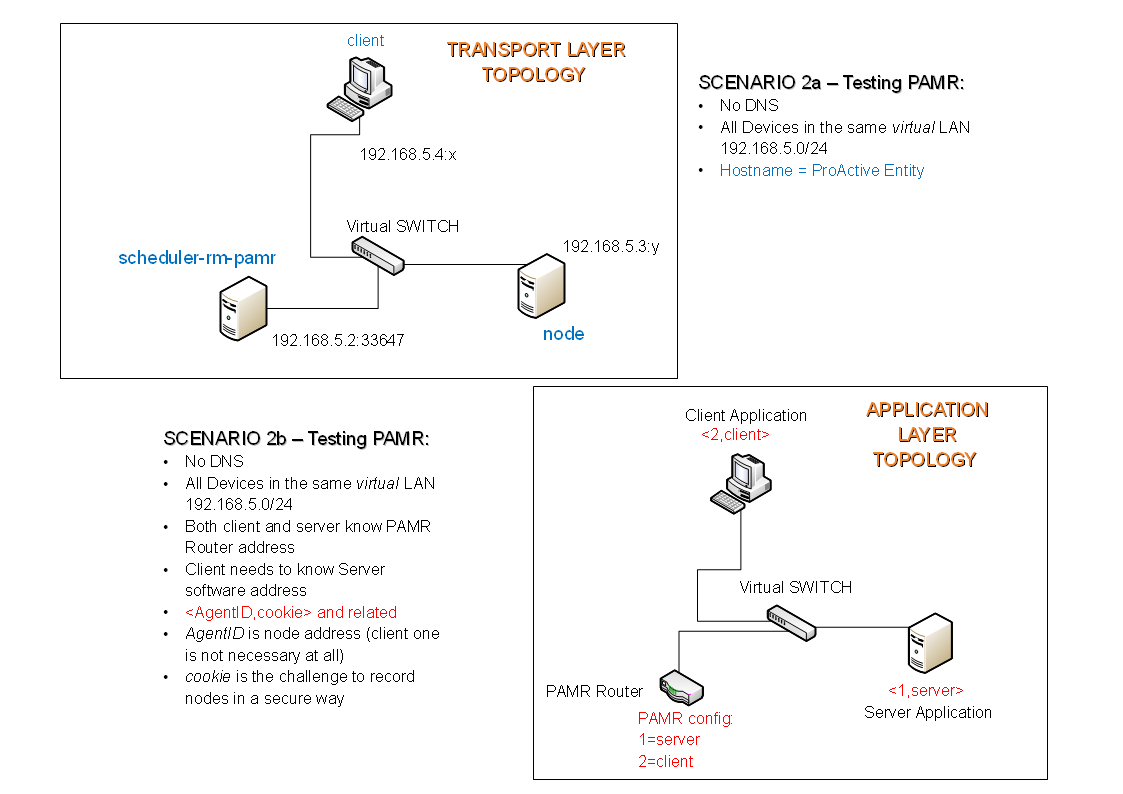 client
TRANSPORT LAYER
TOPOLOGY
192.168.5.4:x
Virtual SWITCH
192.168.5.3:y
scheduler-rm-pamr
192.168.5.2:33647
node
SCENARIO 2a – Testing PAMR:
• No DNS
• All Devices in the same virtual LAN
192.168.5.0/24
• Hostname = ProActive Entity
SCENARIO 2b – Testing PAMR:
• No DNS
• All Devices in the same virtual LAN
192.168.5.0/24
• Both client and server know PAMR
Router address
• Client needs to know Server
software address
• <AgentID,cookie> and related
• AgentID is node address (client one
is not necessary at all)
• cookie is the challenge to record
nodes in a secure way
Client Application
<2,client>
APPLICATION
LAYER
TOPOLOGY
Virtual SWITCH
PAMR Router
PAMR config:
1=server
2=client
<1,server>
Server Application